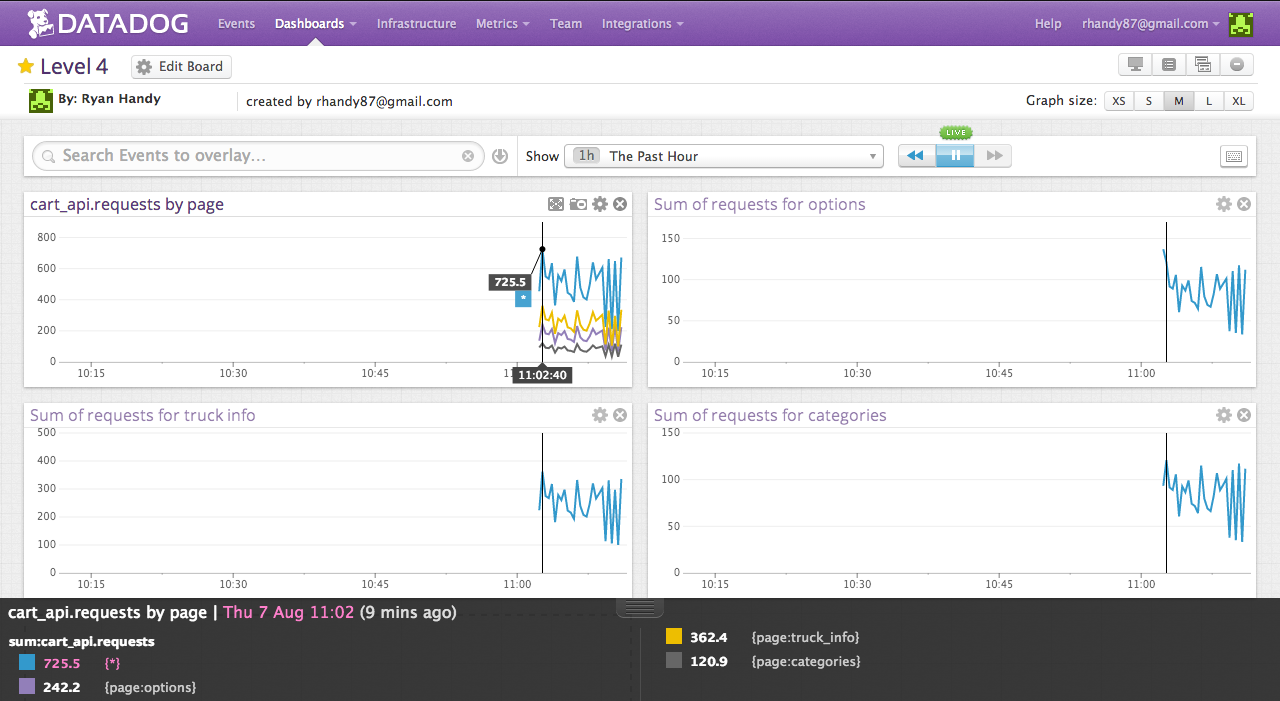 DATADOG Events Dashboards Infrastructure Metrics Team Integrations Help rhandy87@gmail.com
Level 4 Edit Board
By: Ryan Handy created by rhandy87@gmail.com Graph size: XS S M L XL
LIVE
Search Events to overlay... Show 1h The Past Hour
cart_api.requests by page
800
600
400
200
0
725.5
*
10:15 10:30 10:45 11:02:40
Sum of requests for options
150
100
50
0
10:15 10:30 10:45 11:00
Sum of requests for truck info
500
400
300
200
100
0
10:15 10:30 10:45 11:00
Sum of requests for categories
150
100
50
0
10:15 10:30 10:45 11:00
cart_api.requests by page | Thu 7 Aug 11:02 (9 mins ago)
sum:cart_api.requests
725.5 {*}
242.2 {page:options}
362.4 {page:truck_info}
120.9 {page:categories}